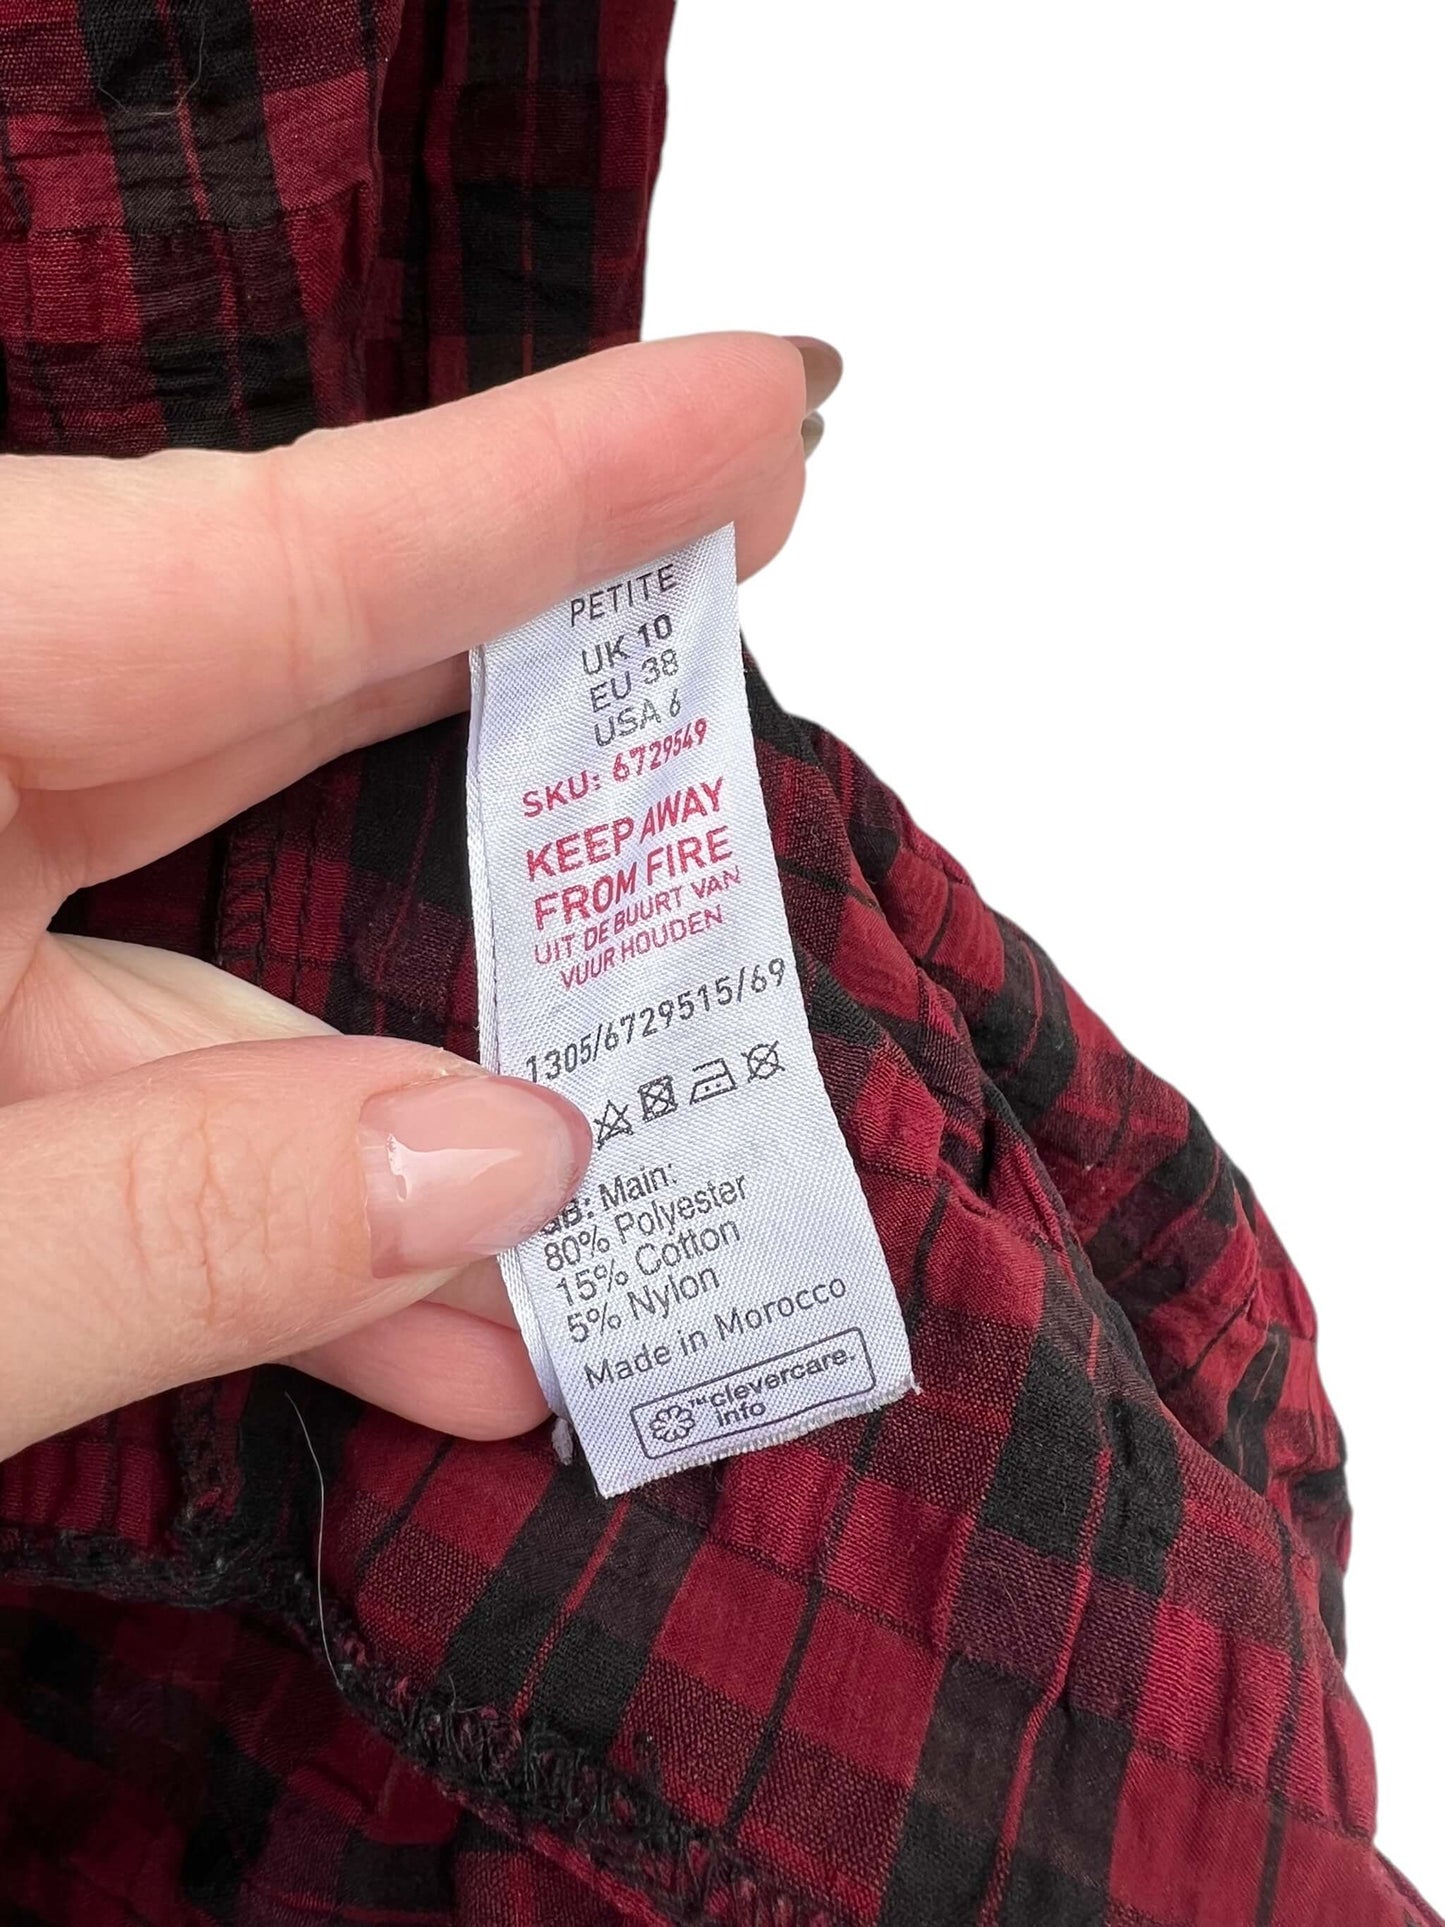 PETITE
UK 10
EU 38
USA 6
SKU: 6729549
KEEP AWAY
FROM FIRE
UIT DE BUURT VAN
VUUR HOUDEN
1305/6729515/69
GB: Main:
80% Polyester
15% Cotton
5% Nylon
Made in Morocco
™clevercare.
info